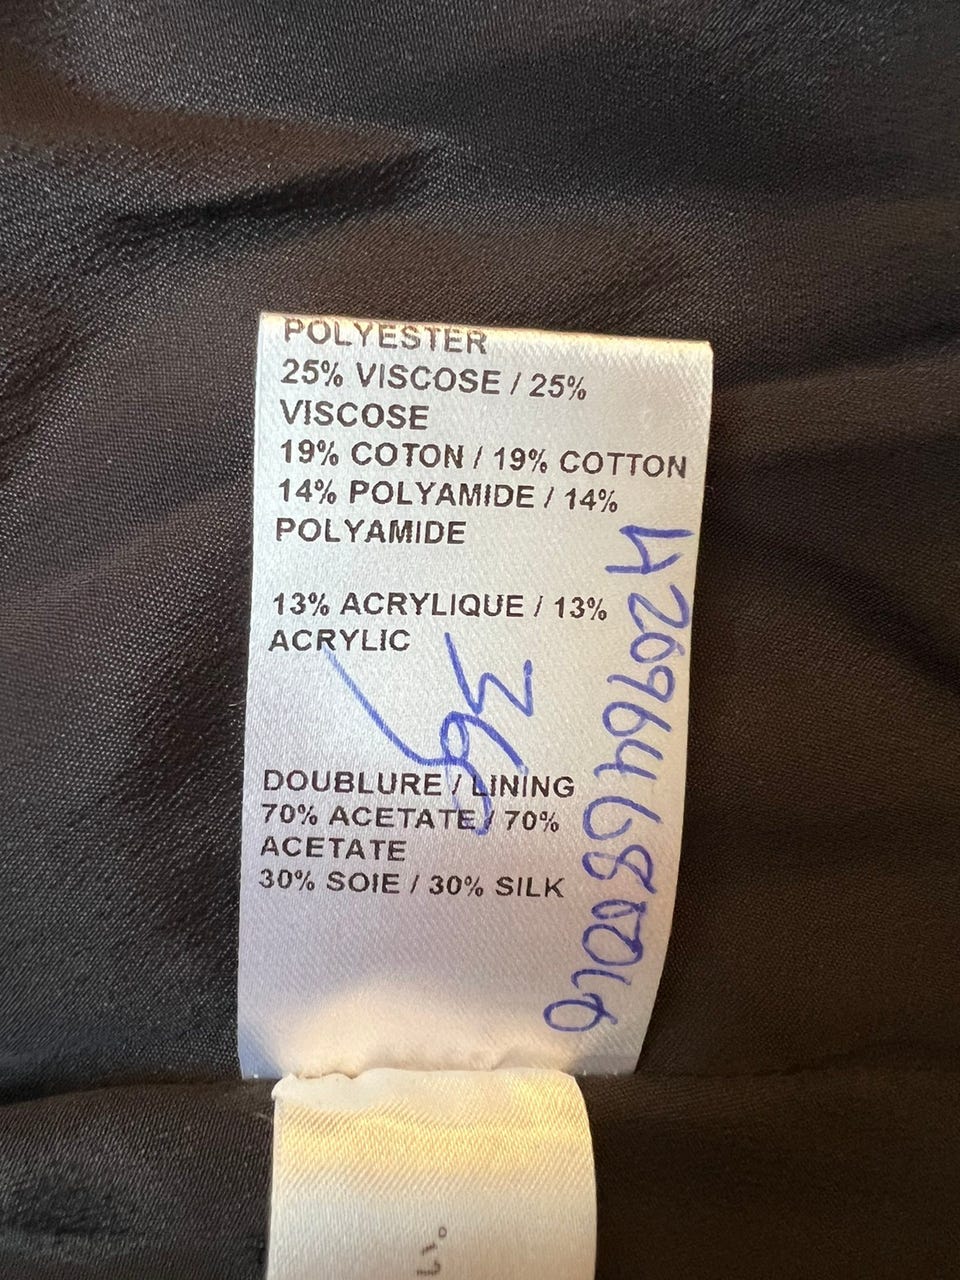 POLYESTER
25% VISCOSE / 25%
VISCOSE
19% COTON / 19% COTTON
14% POLYAMIDE / 14%
POLYAMIDE
13% ACRYLIQUE / 13%
ACRYLIC
36
DOUBLURE / LINING
70% ACETATE / 70%
ACETATE
30% SOIE / 30% SILK